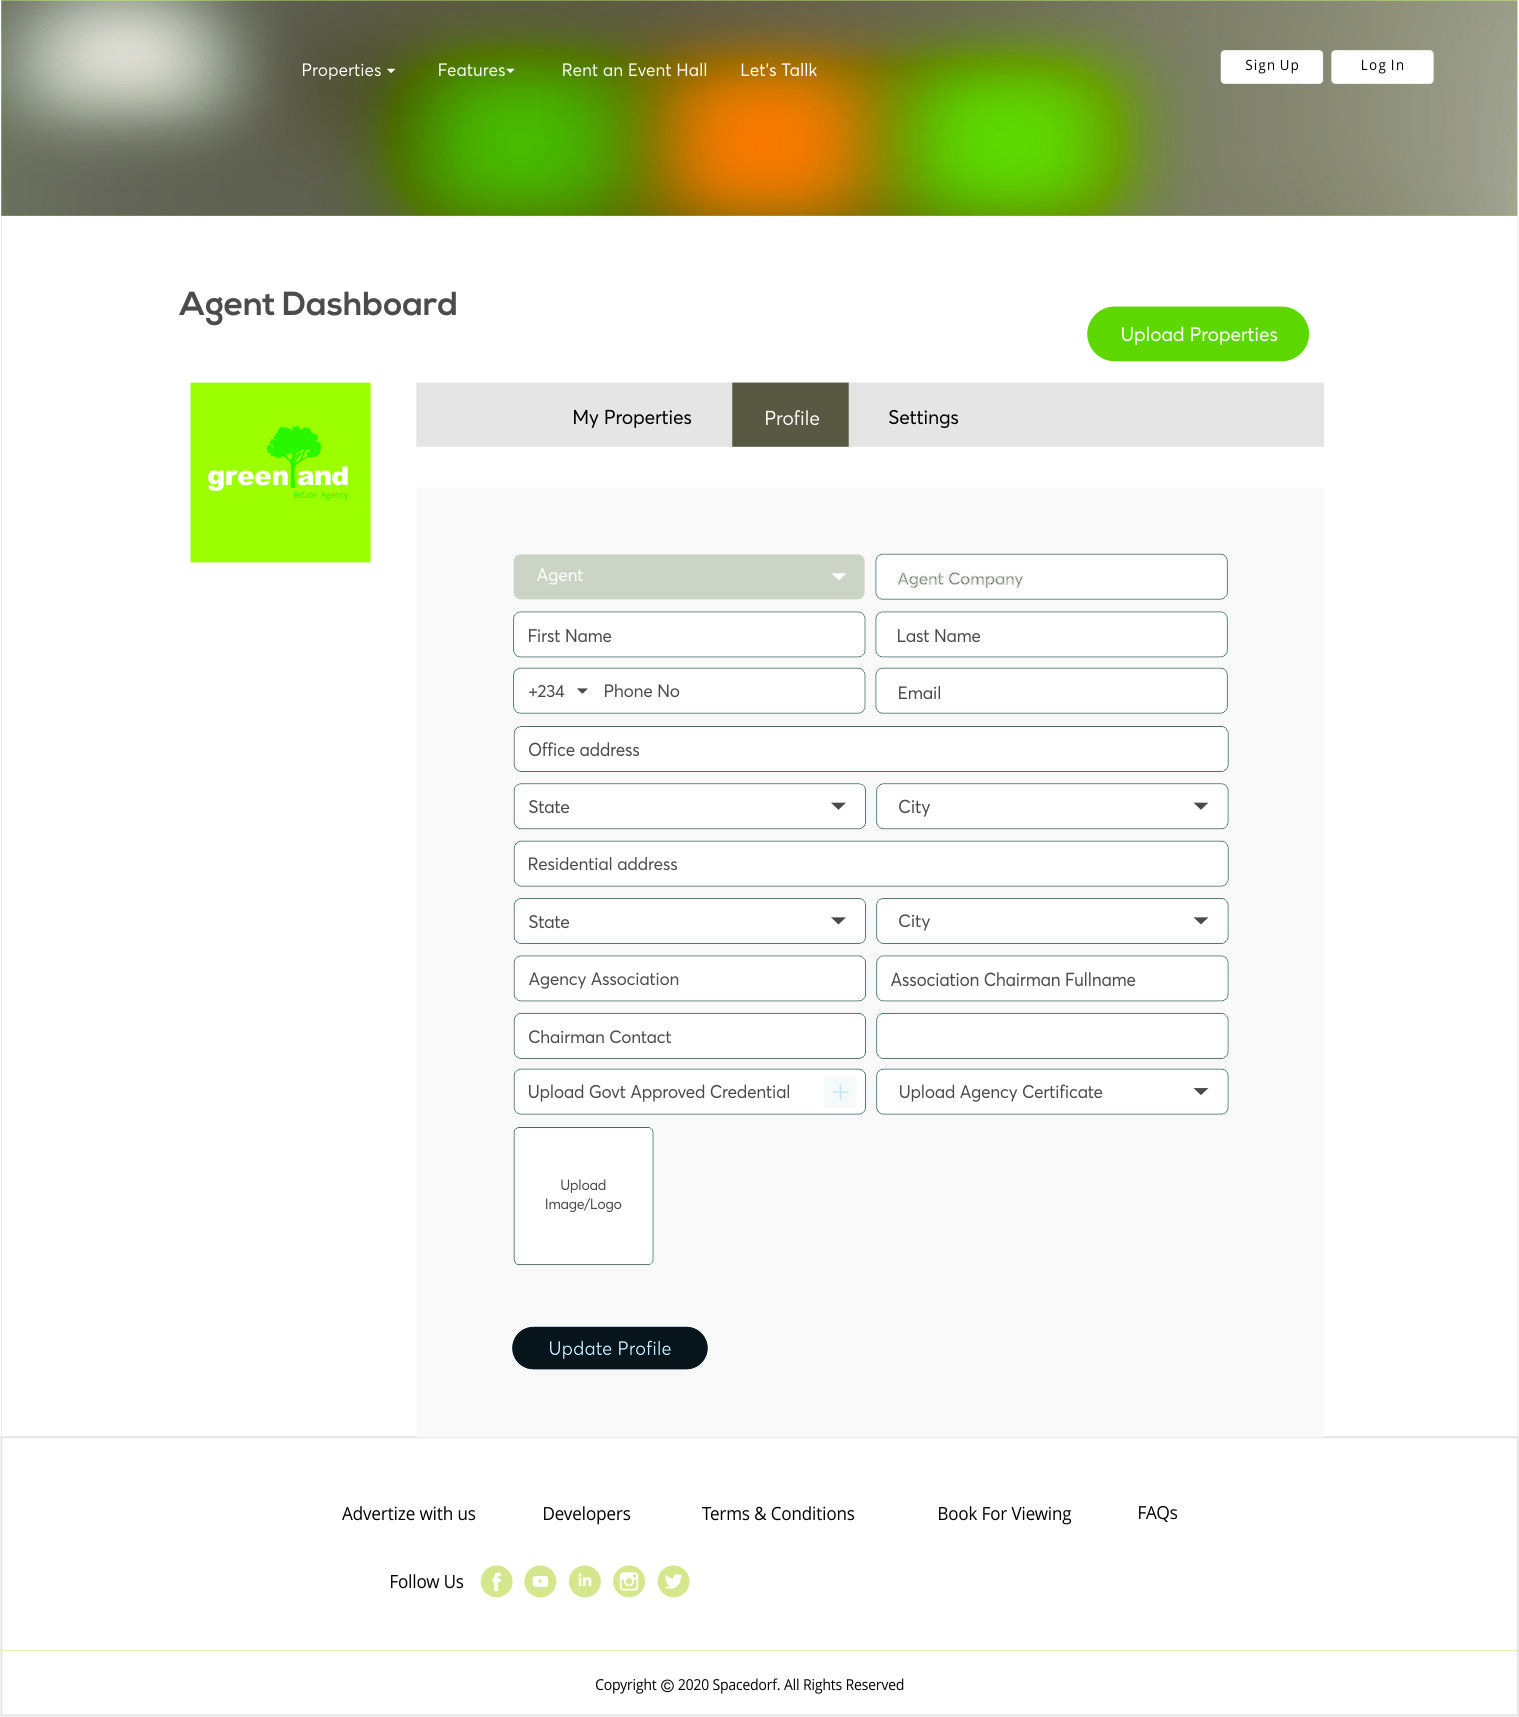 Properties
Features
Rent an Event Hall
Let's Tallk
Sign Up
Log In
Agent Dashboard
Upload Properties
My Properties
Profile
Settings
greenland
Estate Agency
Agent
Agent Company
First Name
Last Name
+234
Phone No
Email
Office address
State
City
Residential address
State
City
Agency Association
Association Chairman Fullname
Chairman Contact
Upload Govt Approved Credential
+
Upload Agency Certificate
Upload
Image/Logo
Update Profile
Advertize with us
Developers
Terms & Conditions
Book For Viewing
FAQs
Follow Us
Copyright © 2020 Spacedorf. All Rights Reserved